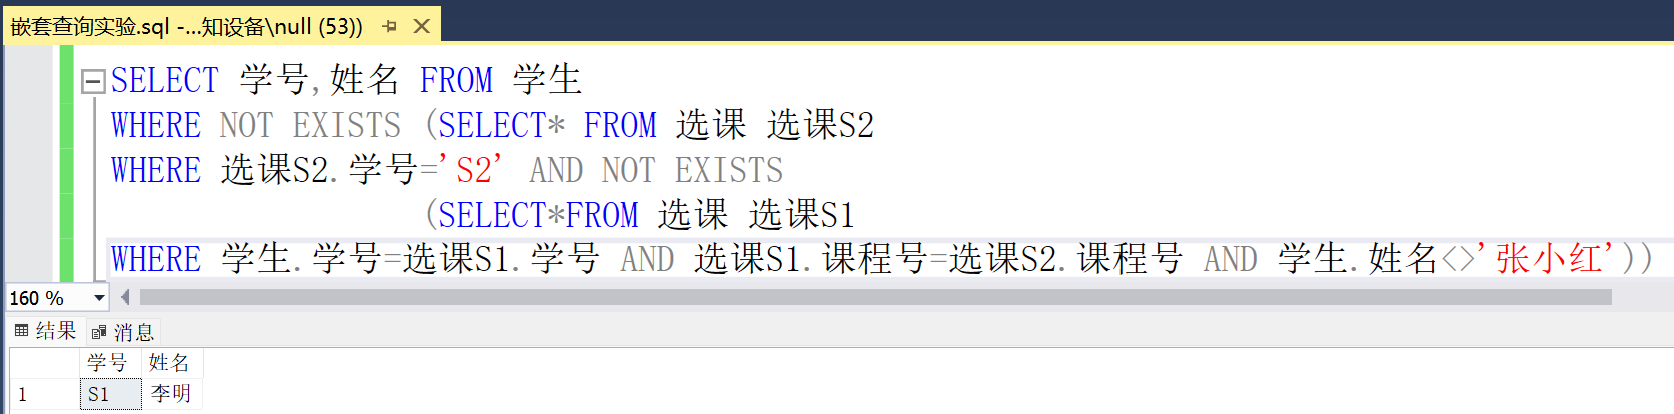 嵌套查询实验.sql -...知设备\null (53))
SELECT 学号,姓名 FROM 学生
WHERE NOT EXISTS (SELECT* FROM 选课 选课S2
WHERE 选课S2.学号='S2' AND NOT EXISTS
(SELECT*FROM 选课 选课S1
WHERE 学生.学号=选课S1.学号 AND 选课S1.课程号=选课S2.课程号 AND 学生.姓名<>'张小红'))
160 %
结果 消息
学号 姓名
1 S1 李明